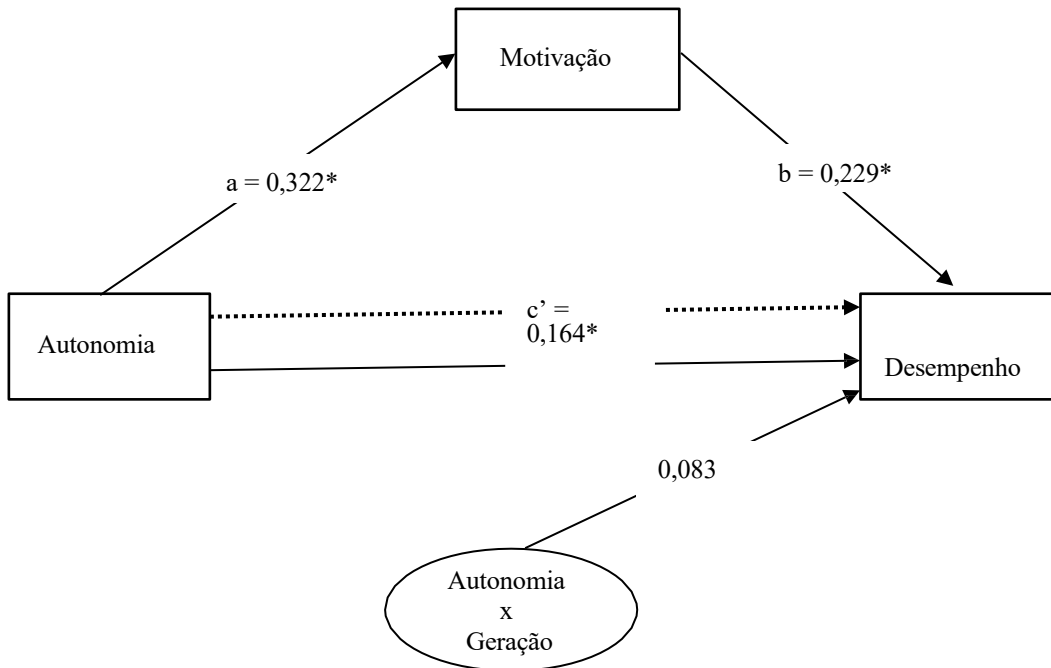 Motivação
a = 0,322*
b = 0,229*
c’ =
0,164*
Autonomia
Desempenho
0,083
Autonomia
x
Geração